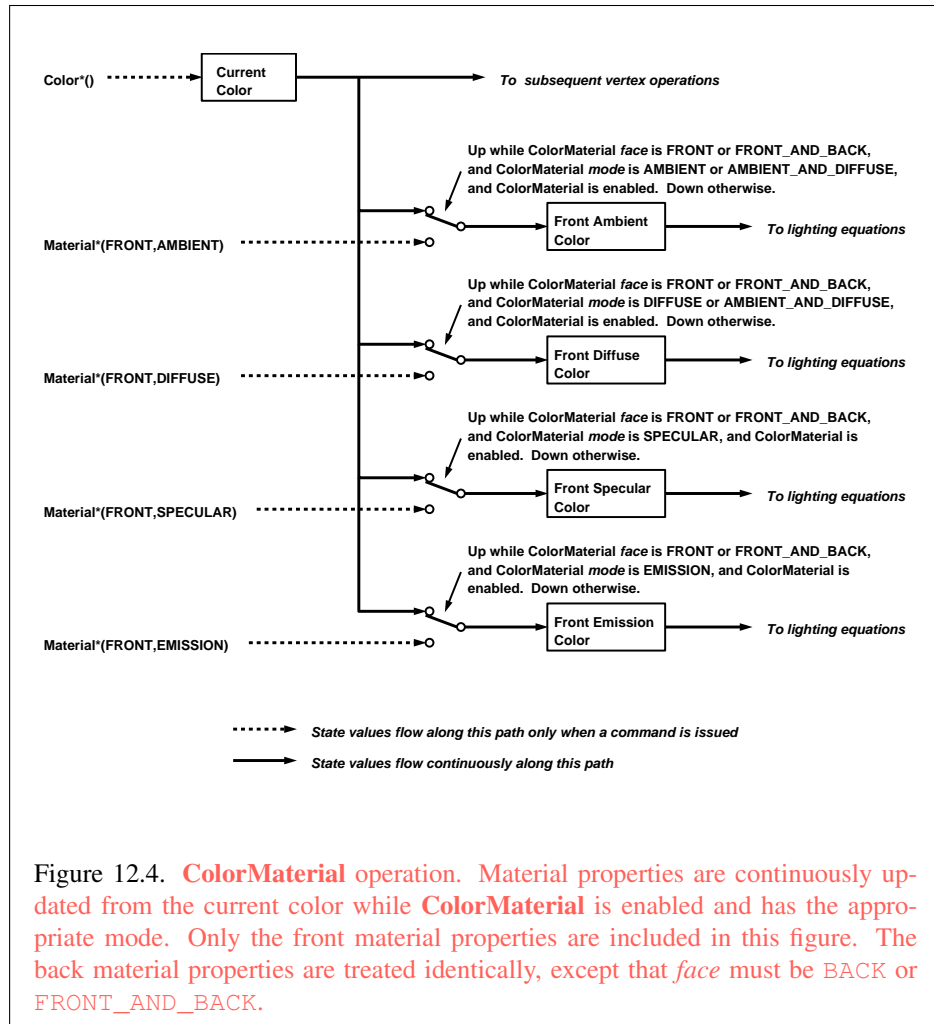 Color*()
Current
Color
To subsequent vertex operations
Up while ColorMaterial face is FRONT or FRONT_AND_BACK,
and ColorMaterial mode is AMBIENT or AMBIENT_AND_DIFFUSE,
and ColorMaterial is enabled. Down otherwise.
Front Ambient
Color
To lighting equations
Material*(FRONT,AMBIENT)
Up while ColorMaterial face is FRONT or FRONT_AND_BACK,
and ColorMaterial mode is DIFFUSE or AMBIENT_AND_DIFFUSE,
and ColorMaterial is enabled. Down otherwise.
Front Diffuse
Color
To lighting equations
Material*(FRONT,DIFFUSE)
Up while ColorMaterial face is FRONT or FRONT_AND_BACK,
and ColorMaterial mode is SPECULAR, and ColorMaterial is
enabled. Down otherwise.
Front Specular
Color
To lighting equations
Material*(FRONT,SPECULAR)
Up while ColorMaterial face is FRONT or FRONT_AND_BACK,
and ColorMaterial mode is EMISSION, and ColorMaterial is
enabled. Down otherwise.
Front Emission
Color
To lighting equations
Material*(FRONT,EMISSION)
State values flow along this path only when a command is issued
State values flow continuously along this path
Figure 12.4. ColorMaterial operation. Material properties are continuously up-
dated from the current color while ColorMaterial is enabled and has the appro-
priate mode. Only the front material properties are included in this figure. The
back material properties are treated identically, except that face must be BACK or
FRONT_AND_BACK.